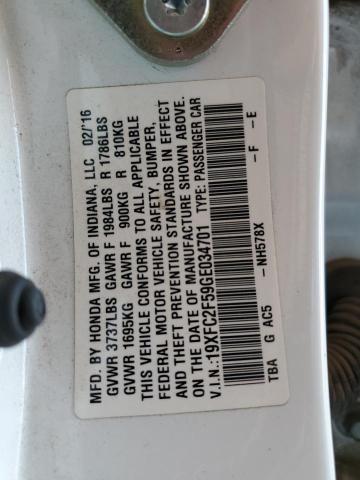 MFD. BY HONDA MFG. OF INDIANA, LLC 02/'16
GVWR 3737LBS GAWR F 1984LBS R 1786LBS
GVWR 1695KG GAWR F 900KG R 810KG
THIS VEHICLE CONFORMS TO ALL APPLICABLE
FEDERAL MOTOR VEHICLE SAFETY, BUMPER,
AND THEFT PREVENTION STANDARDS IN EFFECT
ON THE DATE OF MANUFACTURE SHOWN ABOVE.
V.I.N.:19XFC2F59GE034701 TYPE: PASSENGER CAR
TBA G AC5 -NH578X -F -E